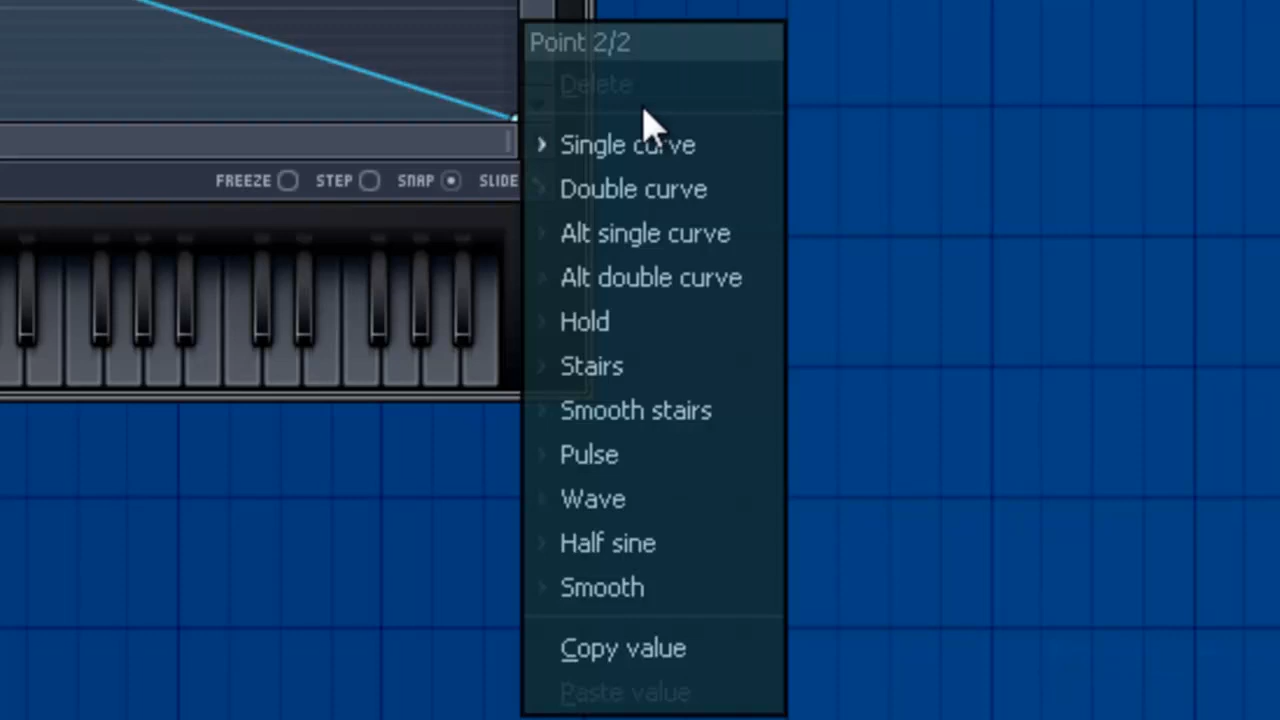 Point 2/2
Delete
Single curve
Double curve
Alt single curve
Alt double curve
Hold
Stairs
Smooth stairs
Pulse
Wave
Half sine
Smooth
Copy value
Paste value
FREEZE STEP SNAP SLIDE